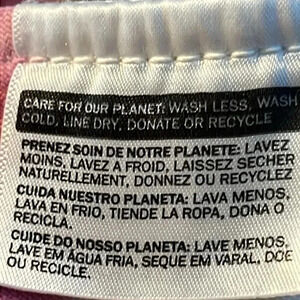 CARE FOR OUR PLANET: WASH LESS, WASH
COLD, LINE DRY, DONATE OR RECYCLE
PRENEZ SOIN DE NOTRE PLANETE: LAVEZ
MOINS, LAVEZ A FROID, LAISSEZ SECHER
NATURELLEMENT, DONNEZ OU RECYCLEZ
CUIDA NUESTRO PLANETA: LAVA MENOS,
LAVA EN FRIO, TIENDE LA ROPA, DONA O
RECICLA.
CUIDE DO NOSSO PLANETA: LAVE MENOS,
LAVE EM ÁGUA FRIA, SEQUE EM VARAL, DOE
OU RECICLE.